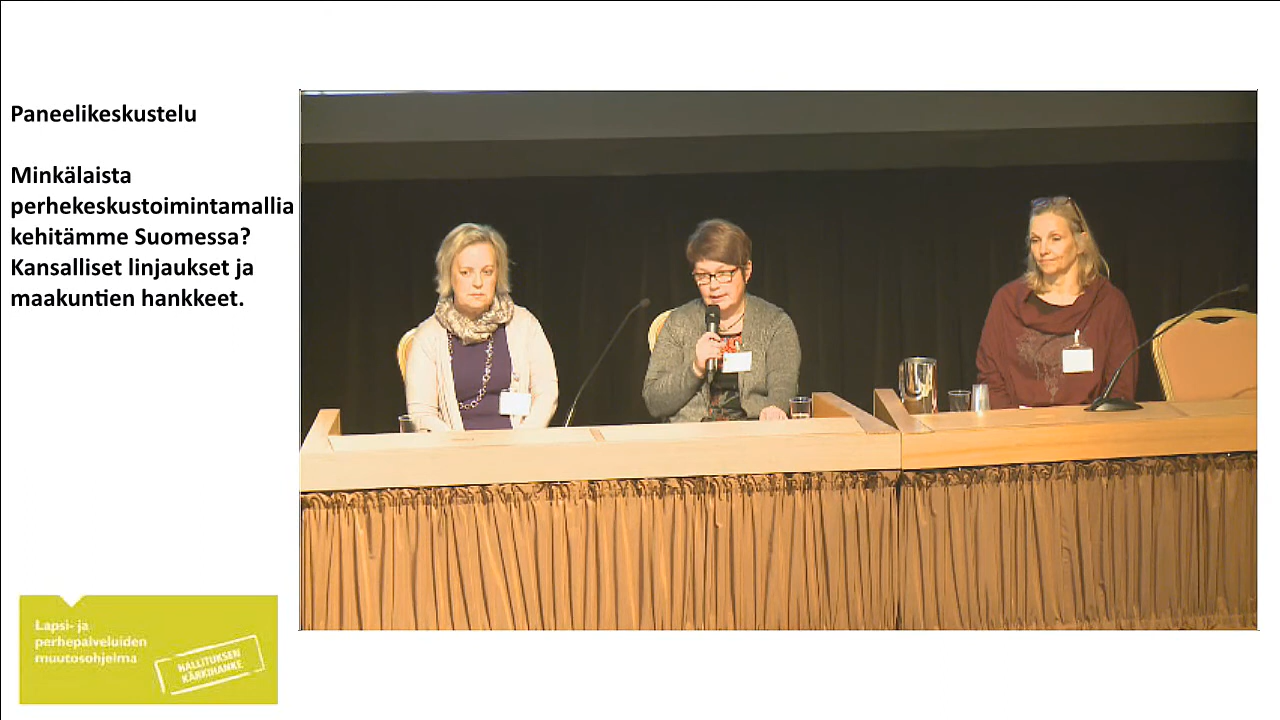 Paneelikeskustelu
Minkälaista
perhekeskustoimintamallia
kehitämme Suomessa?
Kansalliset linjaukset ja
maakuntien hankkeet.
Lapsi- ja
perhepalveluiden
muutosohjelma
HALLITUKSEN
KÄRKIHANKE